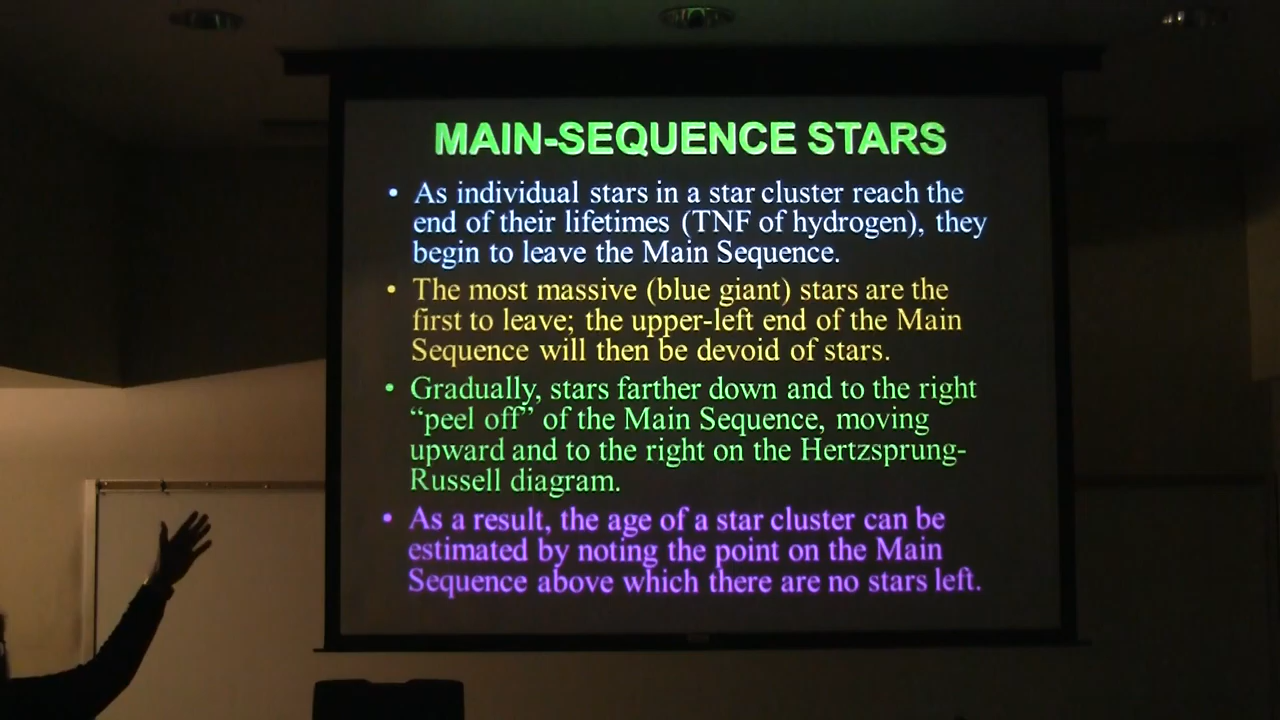 MAIN-SEQUENCE STARS
• As individual stars in a star cluster reach the
end of their lifetimes (TNF of hydrogen), they
begin to leave the Main Sequence.
• The most massive (blue giant) stars are the
first to leave; the upper-left end of the Main
Sequence will then be devoid of stars.
• Gradually, stars farther down and to the right
“peel off” of the Main Sequence, moving
upward and to the right on the Hertzsprung-
Russell diagram.
• As a result, the age of a star cluster can be
estimated by noting the point on the Main
Sequence above which there are no stars left.